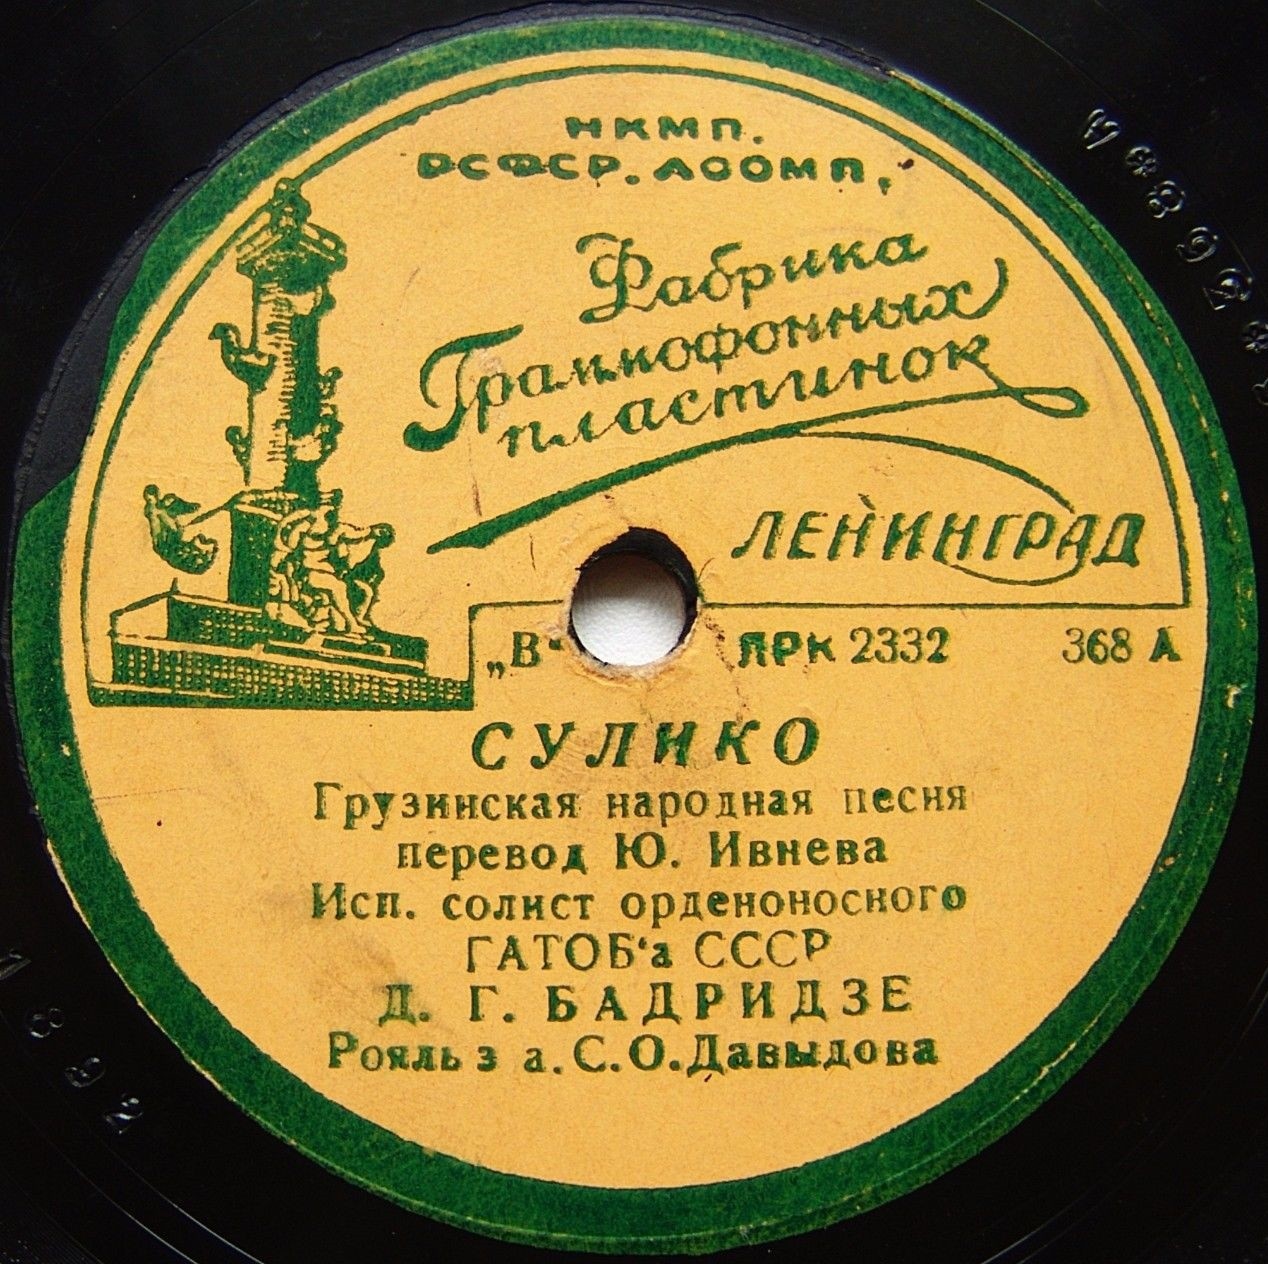 НКМП.
РСФСР. ЛООМП,
Фабрика
Граммофонных
пластинок
ЛЕНИНГРАД
„В“ ЛРК 2332 368 А
СУЛИКО
Грузинская народная песня
перевод Ю. Ивнева
Исп. солист орденоносного
ГАТОБ‘а СССР
Д. Г. БАДРИДЗЕ
Рояль з а. С. О. Давыдова